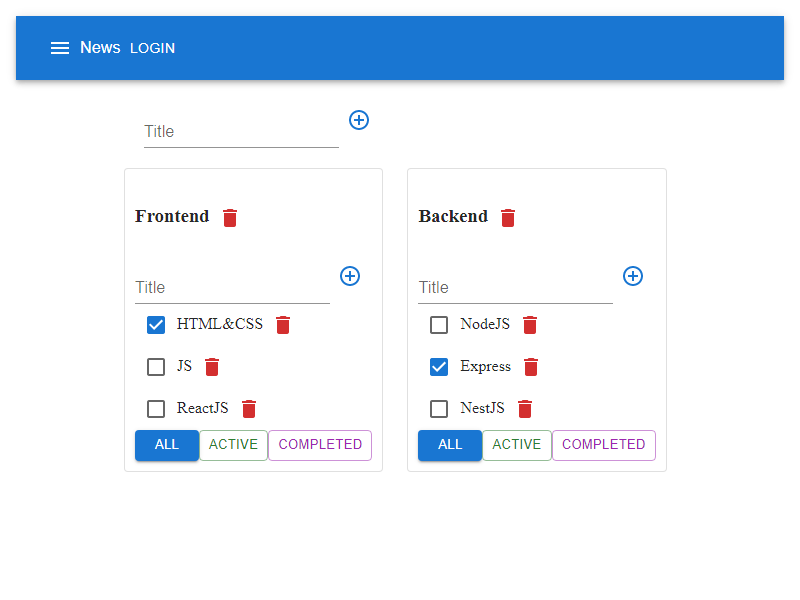 News LOGIN
Title
Frontend
Title
HTML&CSS
JS
ReactJS
ALL ACTIVE COMPLETED
Backend
Title
NodeJS
Express
NestJS
ALL ACTIVE COMPLETED